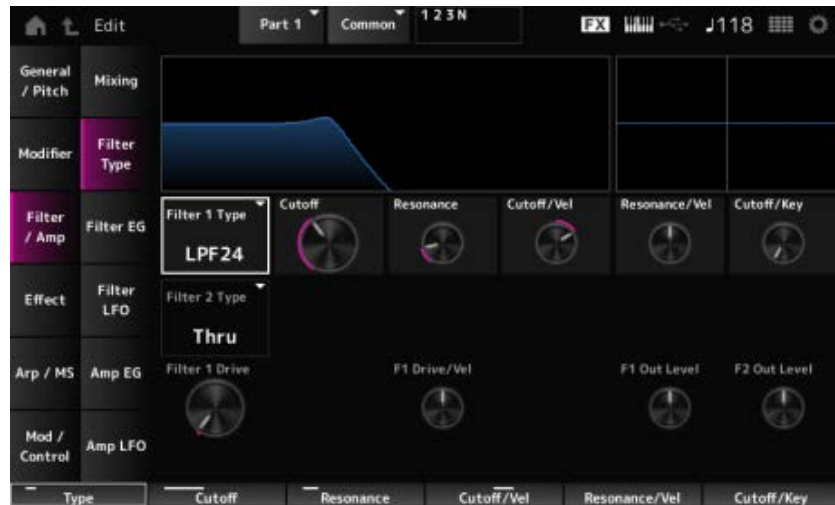 Edit
Part 1
Common
1 2 3 N
FX
♩118
General
/ Pitch
Mixing
Modifier
Filter
Type
Filter
/ Amp
Filter EG
Effect
Filter
LFO
Arp / MS
Amp EG
Mod /
Control
Amp LFO
Filter 1 Type
LPF24
Cutoff
Resonance
Cutoff/Vel
Resonance/Vel
Cutoff/Key
Filter 2 Type
Thru
Filter 1 Drive
F1 Drive/Vel
F1 Out Level
F2 Out Level
Type
Cutoff
Resonance
Cutoff/Vel
Resonance/Vel
Cutoff/Key